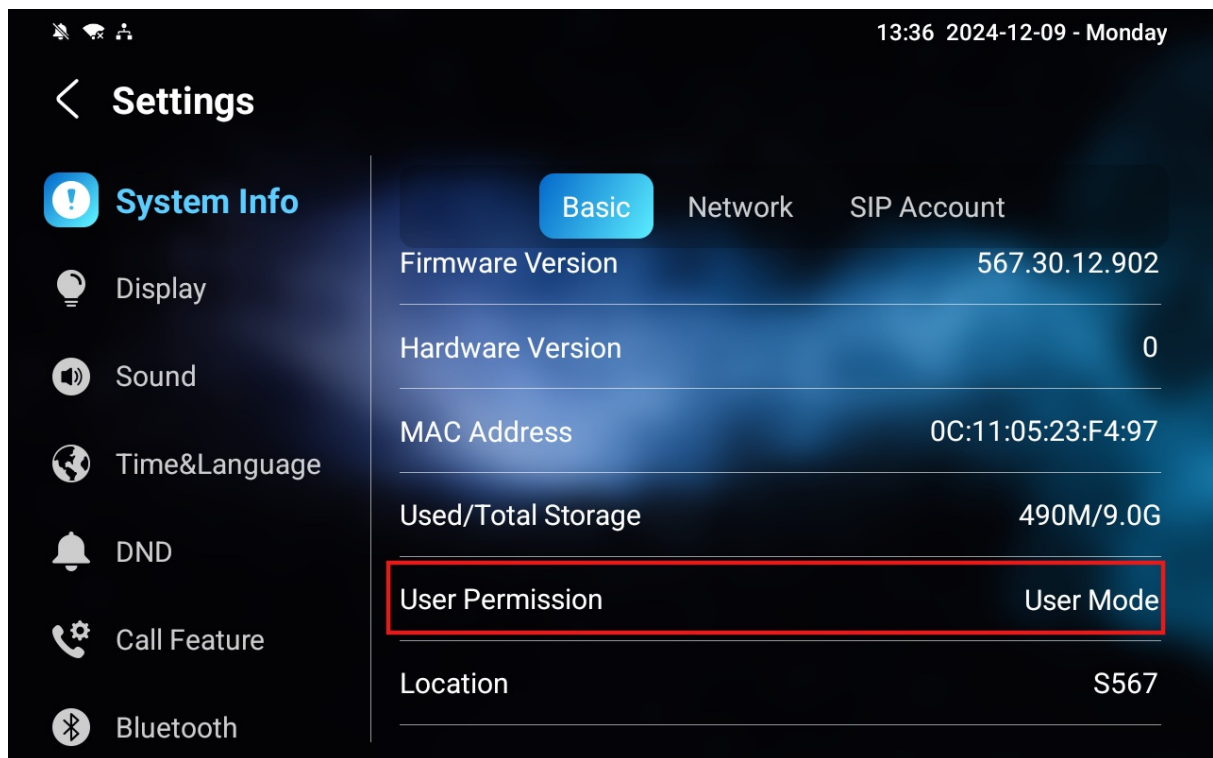 13:36 2024-12-09 - Monday
Settings
System Info
Display
Sound
Time&Language
DND
Call Feature
Bluetooth
Basic Network SIP Account
Firmware Version 567.30.12.902
Hardware Version 0
MAC Address 0C:11:05:23:F4:97
Used/Total Storage 490M/9.0G
User Permission User Mode
Location S567